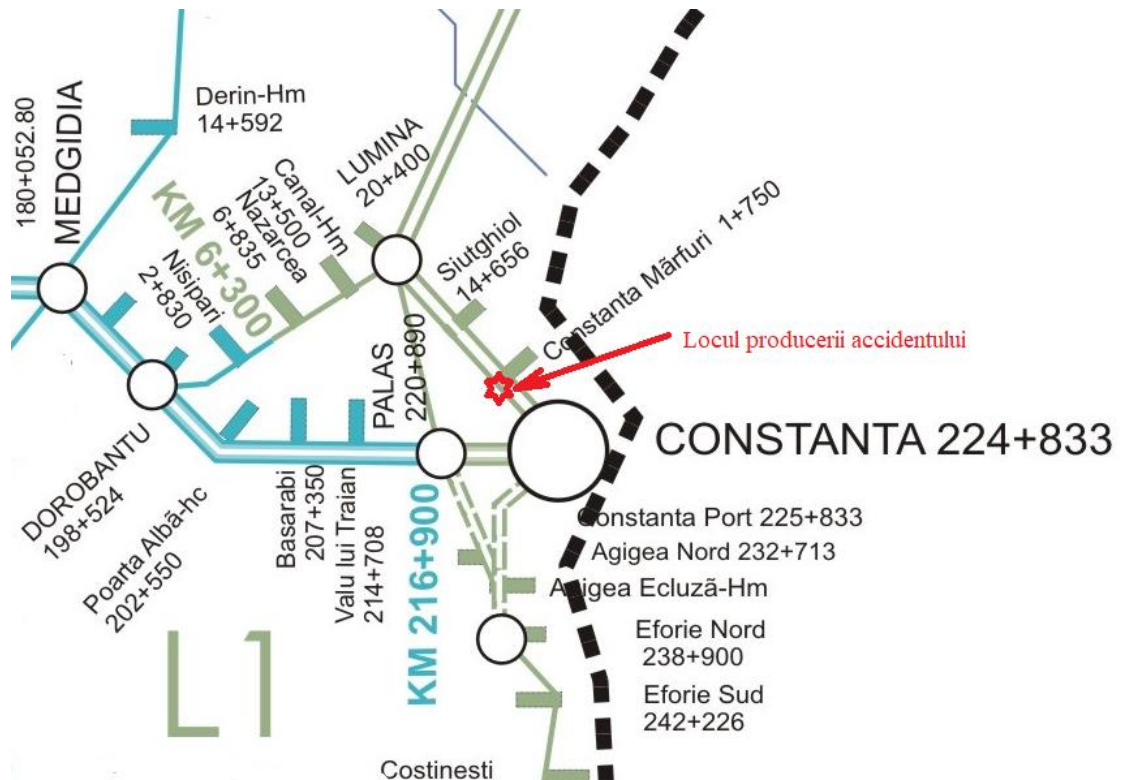 Derin-Hm
14+592
180+052.80
MEDGIDIA
LUMINA
20+400
Canal-Hm
13+500
Nazarcea
6+835
KM 6+300
Nisipari
2+830
Siutghiol
14+656
Constanta Mãrfuri 1+750
Locul producerii accidentului
PALAS
220+890
CONSTANTA 224+833
DOROBANTU
198+524
Poarta Albã-hc
202+550
Basarabi
207+350
Valu lui Traian
214+708
KM 216+900
Constanta Port 225+833
Agigea Nord 232+713
Agigea Ecluzã-Hm
Eforie Nord
238+900
Eforie Sud
242+226
L1
Costinesti